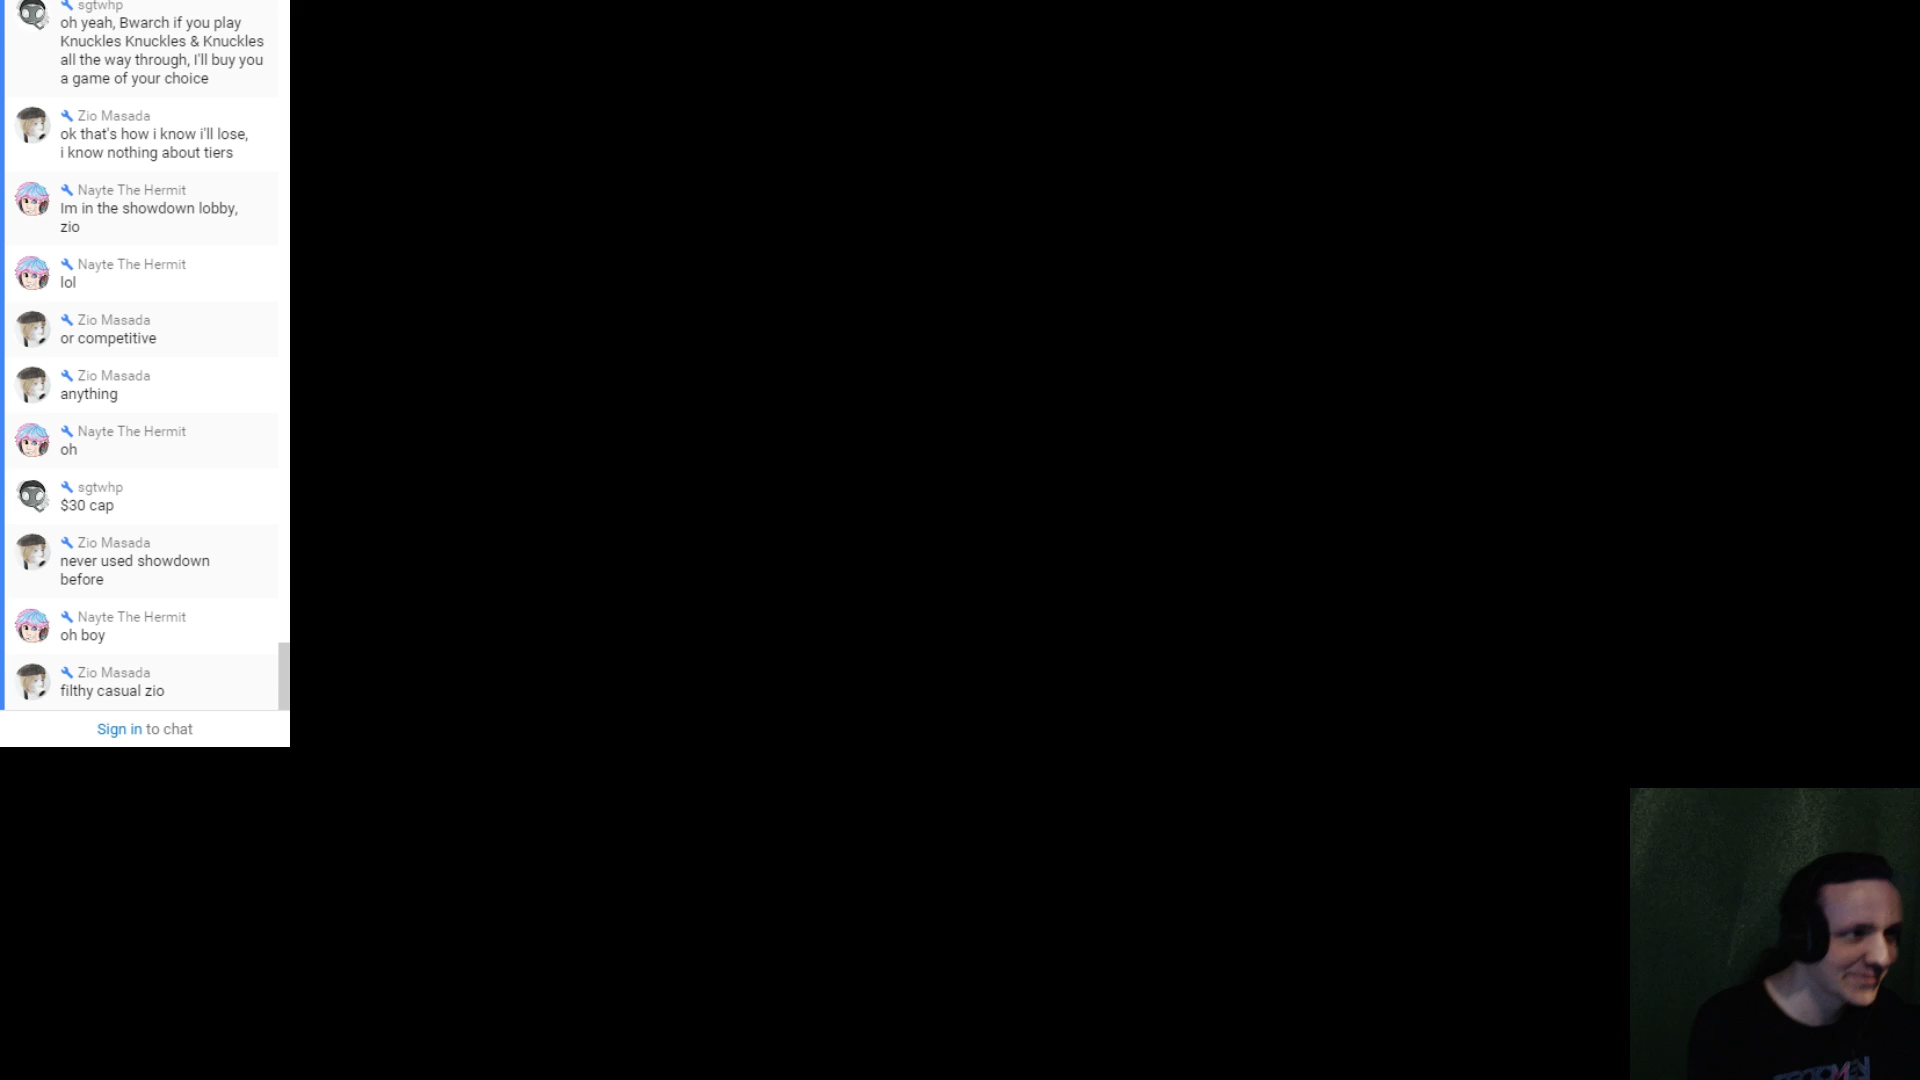 sgtwhp
oh yeah, Bwarch if you play
Knuckles Knuckles & Knuckles
all the way through, I'll buy you
a game of your choice
Zio Masada
ok that's how i know i'll lose,
i know nothing about tiers
Nayte The Hermit
Im in the showdown lobby,
zio
Nayte The Hermit
lol
Zio Masada
or competitive
Zio Masada
anything
Nayte The Hermit
oh
sgtwhp
$30 cap
Zio Masada
never used showdown
before
Nayte The Hermit
oh boy
Zio Masada
filthy casual zio
Sign in to chat